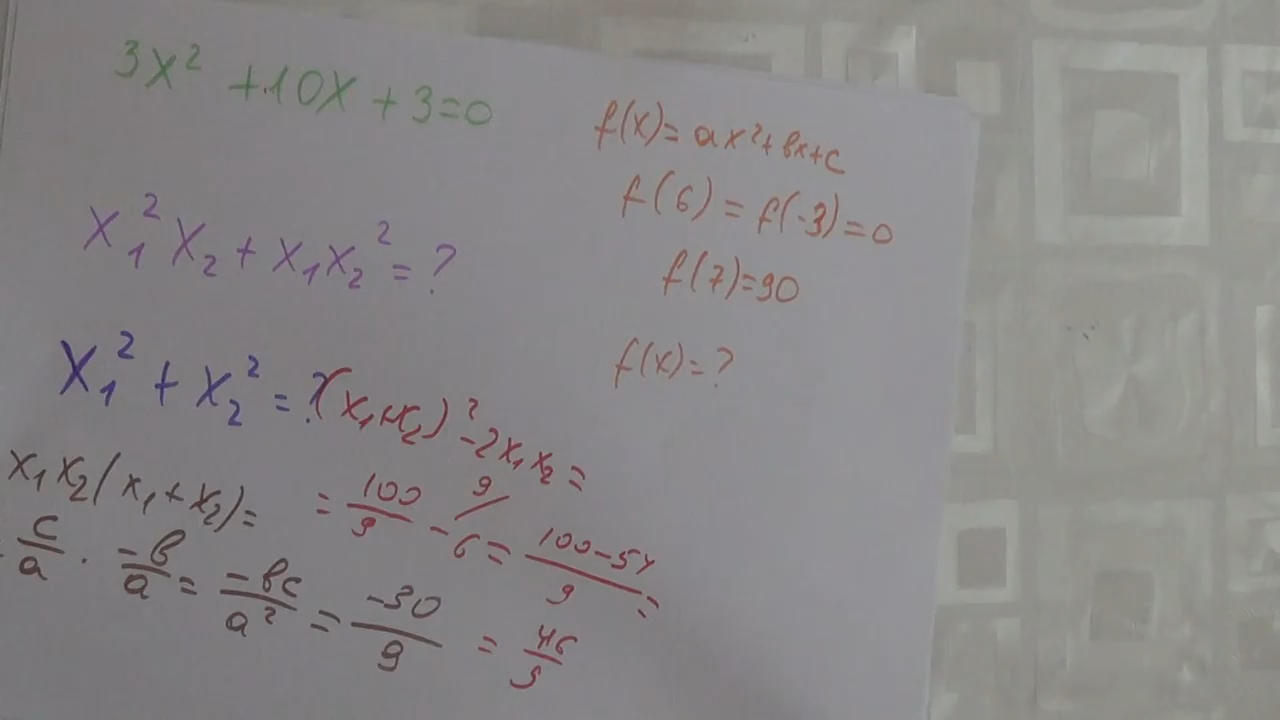 3x² + 10x + 3 = 0
x₁²x₂ + x₁x₂² = ?
x₁² + x₂² = ? (x₁+x₂)² - 2x₁x₂ =
= 100/9 - 6 9/ = (100-54)/9 =
= 46/9
x₁x₂(x₁+x₂) =
c/a · -b/a = -bc/a² = -30/9
f(x) = ax² + bx + c
f(6) = f(-3) = 0
f(7) = 90
f(x) = ?